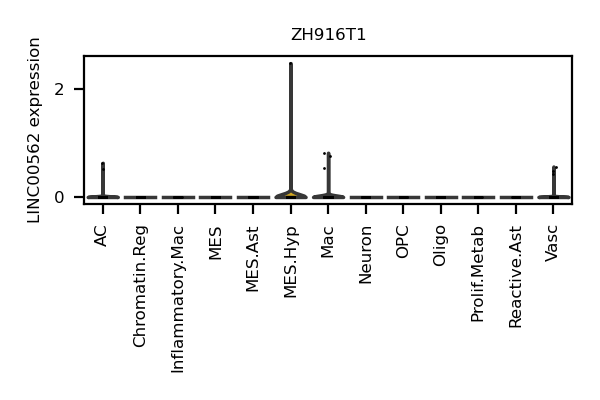 ZH916T1
LINC00562 expression
2
0
AC
Chromatin.Reg
Inflammatory.Mac
MES
MES.Ast
MES.Hyp
Mac
Neuron
OPC
Oligo
Prolif.Metab
Reactive.Ast
Vasc